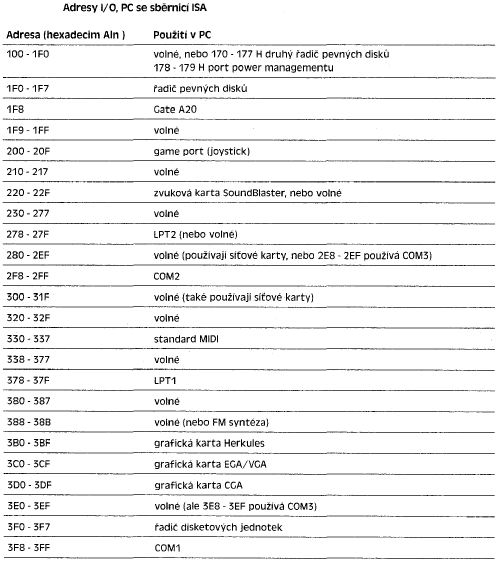 Adresy I/O, PC se sběrnicí ISA
Adresa (hexadecim Aln ) Použití v PC
100 - 1F0 volné, nebo 170 - 177 H druhý řadič pevných disků
178 - 179 H port power managementu
1F0 - 1F7 řadič pevných disků
1F8 Gate A20
1F9 - 1FF volné
200 - 20F game port (joystick)
210 - 217 volné
220 - 22F zvuková karta SoundBlaster, nebo volné
230 - 277 volné
278 - 27F LPT2 (nebo volné)
280 - 2EF volné (používají síťové karty, nebo 2E8 - 2EF používá COM3)
2F8 - 2FF COM2
300 - 31F volné (také používají síťové karty)
320 - 32F volné
330 - 337 standard MIDI
338 - 377 volné
378 - 37F LPT1
380 - 387 volné
388 - 38B volné (nebo FM syntéza)
3B0 - 3BF grafická karta Herkules
3C0 - 3CF grafická karta EGA/VGA
3D0 - 3DF grafická karta CGA
3E0 - 3EF volné (ale 3E8 - 3EF používá COM3)
3F0 - 3F7 řadič disketových jednotek
3F8 - 3FF COM1